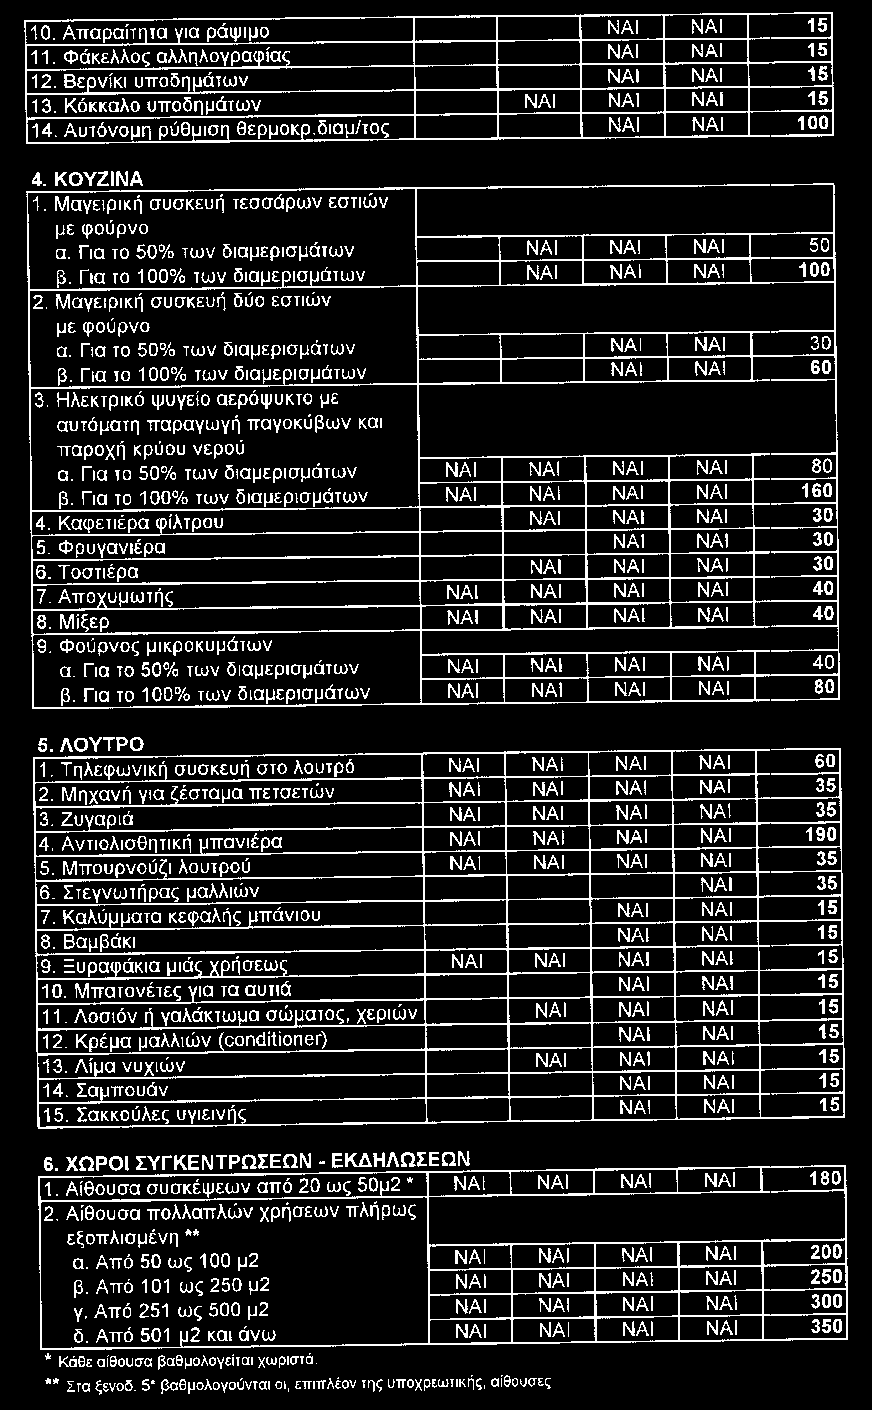 10. Απαραίτητα για ράψιμο ΝΑΙ ΝΑΙ 15
11. Φάκελλος αλληλογραφίας ΝΑΙ ΝΑΙ 15
12. Βερνίκι υποδημάτων ΝΑΙ ΝΑΙ 15
13. Κόκκαλο υποδημάτων ΝΑΙ ΝΑΙ ΝΑΙ 15
14. Αυτόνομη ρύθμιση θερμοκρ.διαμ/τος ΝΑΙ ΝΑΙ 100
4. ΚΟΥΖΙΝΑ
1. Μαγειρική συσκευή τεσσάρων εστιών
με φούρνο
α. Για το 50% των διαμερισμάτων ΝΑΙ ΝΑΙ ΝΑΙ 50
β. Για το 100% των διαμερισμάτων ΝΑΙ ΝΑΙ ΝΑΙ 100
2. Μαγειρική συσκευή δύο εστιών
με φούρνο
α. Για το 50% των διαμερισμάτων ΝΑΙ ΝΑΙ 30
β. Για το 100% των διαμερισμάτων ΝΑΙ ΝΑΙ 60
3. Ηλεκτρικό ψυγείο αερόψυκτο με
αυτόματη παραγωγή παγοκύβων και
παροχή κρύου νερού
α. Για το 50% των διαμερισμάτων ΝΑΙ ΝΑΙ ΝΑΙ ΝΑΙ 80
β. Για το 100% των διαμερισμάτων ΝΑΙ ΝΑΙ ΝΑΙ ΝΑΙ 160
4. Καφετιέρα φίλτρου ΝΑΙ ΝΑΙ ΝΑΙ 30
5. Φρυγανιέρα ΝΑΙ ΝΑΙ 30
6. Τοστιέρα ΝΑΙ ΝΑΙ ΝΑΙ 30
7. Αποχυμωτής ΝΑΙ ΝΑΙ ΝΑΙ ΝΑΙ 40
8. Μίξερ ΝΑΙ ΝΑΙ ΝΑΙ ΝΑΙ 40
9. Φούρνος μικροκυμάτων
α. Για το 50% των διαμερισμάτων ΝΑΙ ΝΑΙ ΝΑΙ ΝΑΙ 40
β. Για το 100% των διαμερισμάτων ΝΑΙ ΝΑΙ ΝΑΙ ΝΑΙ 80
5. ΛΟΥΤΡΟ
1. Τηλεφωνική συσκευή στο λουτρό ΝΑΙ ΝΑΙ ΝΑΙ ΝΑΙ 60
2. Μηχανή για ζέσταμα πετσετών ΝΑΙ ΝΑΙ ΝΑΙ ΝΑΙ 35
3. Ζυγαριά ΝΑΙ ΝΑΙ ΝΑΙ ΝΑΙ 35
4. Αντιολισθητική μπανιέρα ΝΑΙ ΝΑΙ ΝΑΙ ΝΑΙ 190
5. Μπουρνούζι λουτρού ΝΑΙ ΝΑΙ ΝΑΙ ΝΑΙ 35
6. Στεγνωτήρας μαλλιών ΝΑΙ 35
7. Καλύμματα κεφαλής μπάνιου ΝΑΙ ΝΑΙ 15
8. Βαμβάκι ΝΑΙ ΝΑΙ 15
9. Ξυραφάκια μιάς χρήσεως ΝΑΙ ΝΑΙ ΝΑΙ ΝΑΙ 15
10. Μπατονέτες για τα αυτιά ΝΑΙ ΝΑΙ 15
11. Λοσιόν ή γαλάκτωμα σώματος, χεριών ΝΑΙ ΝΑΙ ΝΑΙ 15
12. Κρέμα μαλλιών (conditioner) ΝΑΙ ΝΑΙ 15
13. Λίμα νυχιών ΝΑΙ ΝΑΙ ΝΑΙ 15
14. Σαμπουάν ΝΑΙ ΝΑΙ 15
15. Σακκούλες υγιεινής ΝΑΙ ΝΑΙ 15
6. ΧΩΡΟΙ ΣΥΓΚΕΝΤΡΩΣΕΩΝ - ΕΚΔΗΛΩΣΕΩΝ
1. Αίθουσα συσκέψεων από 20 ως 50μ2 * ΝΑΙ ΝΑΙ ΝΑΙ ΝΑΙ 180
2. Αίθουσα πολλαπλών χρήσεων πλήρως
εξοπλισμένη **
α. Από 50 ως 100 μ2 ΝΑΙ ΝΑΙ ΝΑΙ ΝΑΙ 200
β. Από 101 ως 250 μ2 ΝΑΙ ΝΑΙ ΝΑΙ ΝΑΙ 250
γ. Από 251 ως 500 μ2 ΝΑΙ ΝΑΙ ΝΑΙ ΝΑΙ 300
δ. Από 501 μ2 και άνω ΝΑΙ ΝΑΙ ΝΑΙ ΝΑΙ 350
* Κάθε αίθουσα βαθμολογείται χωριστά.
** Στα ξενοδ. 5* βαθμολογούνται οι, επιπλέον της υποχρεωτικής, αίθουσες